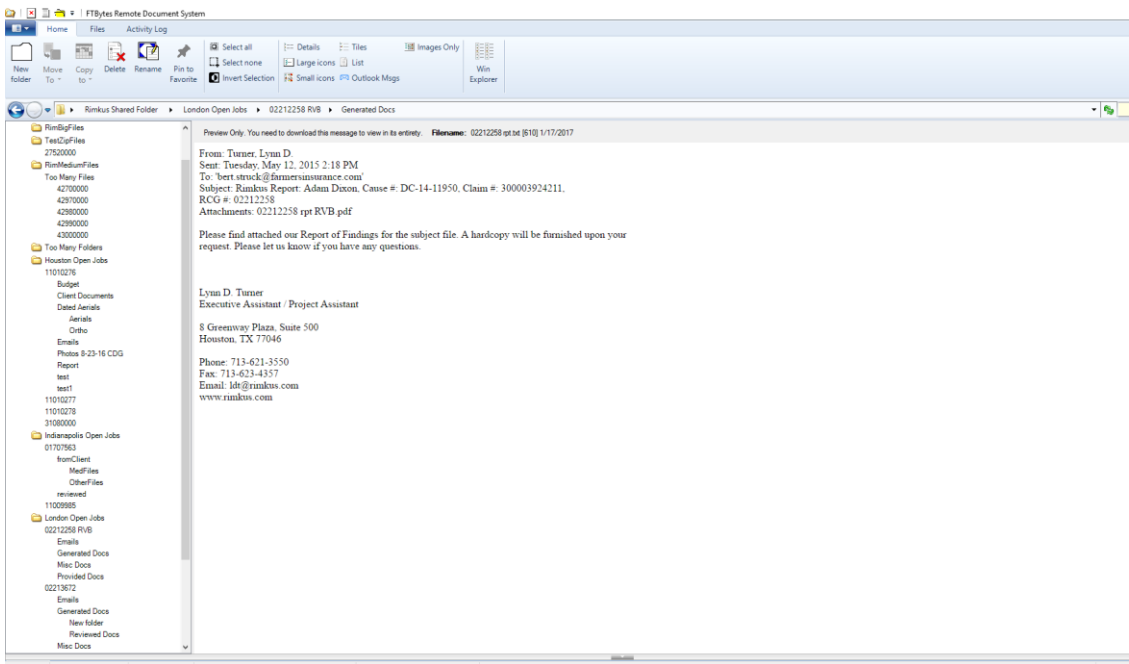 FTBytes Remote Document System
Home Files Activity Log
New folder
Move To
Copy to
Delete
Rename
Pin to Favorite
Select all
Select none
Invert Selection
Details
Large icons
Small icons
Tiles
List
Outlook Msgs
Images Only
Win Explorer
Rimkus Shared Folder London Open Jobs 02212258 RVB Generated Docs
RimBigFiles
TestZipFiles
27520000
RimMediumFiles
Too Many Files
42700000
42970000
42980000
42990000
43000000
Too Many Folders
Houston Open Jobs
11010276
Budget
Client Documents
Dated Aerials
Aerials
Ortho
Emails
Photos 8-23-16 CDG
Report
test
test1
11010277
11010278
31080000
Indianapolis Open Jobs
01707563
fromClient
MedFiles
OtherFiles
reviewed
11009985
London Open Jobs
02212258 RVB
Emails
Generated Docs
Misc Docs
Provided Docs
02213672
Emails
Generated Docs
New folder
Reviewed Docs
Misc Docs
Preview Only. You need to download this message to view in its entirety. Filename: 02212258 rpt.txt [610] 1/17/2017
From: Turner, Lynn D.
Sent: Tuesday, May 12, 2015 2:18 PM
To: 'bert.struck@farmersinsurance.com'
Subject: Rimkus Report: Adam Dixon, Cause #: DC-14-11950, Claim #: 300003924211,
RCG #: 02212258
Attachments: 02212258 rpt RVB.pdf
Please find attached our Report of Findings for the subject file. A hardcopy will be furnished upon your
request. Please let us know if you have any questions.
Lynn D. Turner
Executive Assistant / Project Assistant
8 Greenway Plaza, Suite 500
Houston, TX 77046
Phone: 713-621-3550
Fax: 713-623-4357
Email: ldt@rimkus.com
www.rimkus.com